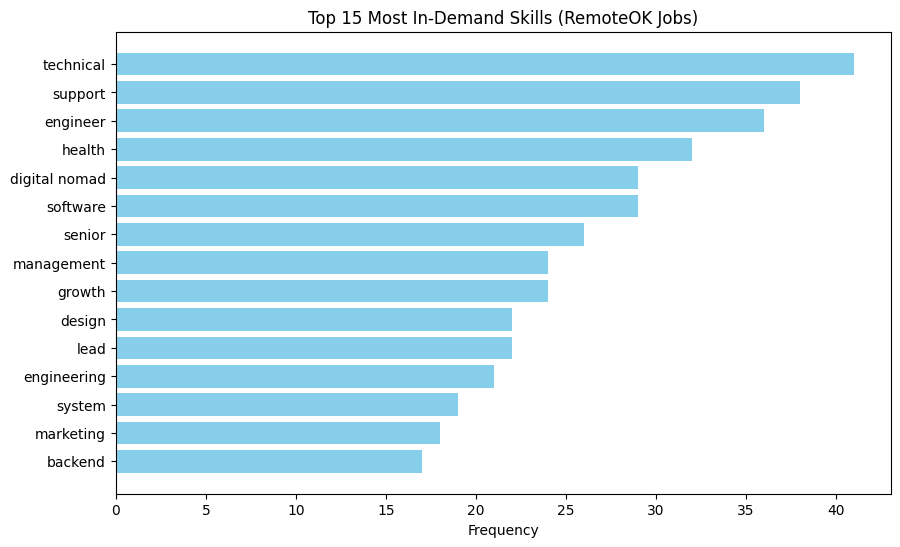 Top 15 Most In-Demand Skills (RemoteOK Jobs)
technical
support
engineer
health
digital nomad
software
senior
management
growth
design
lead
engineering
system
marketing
backend
0 5 10 15 20 25 30 35 40
Frequency